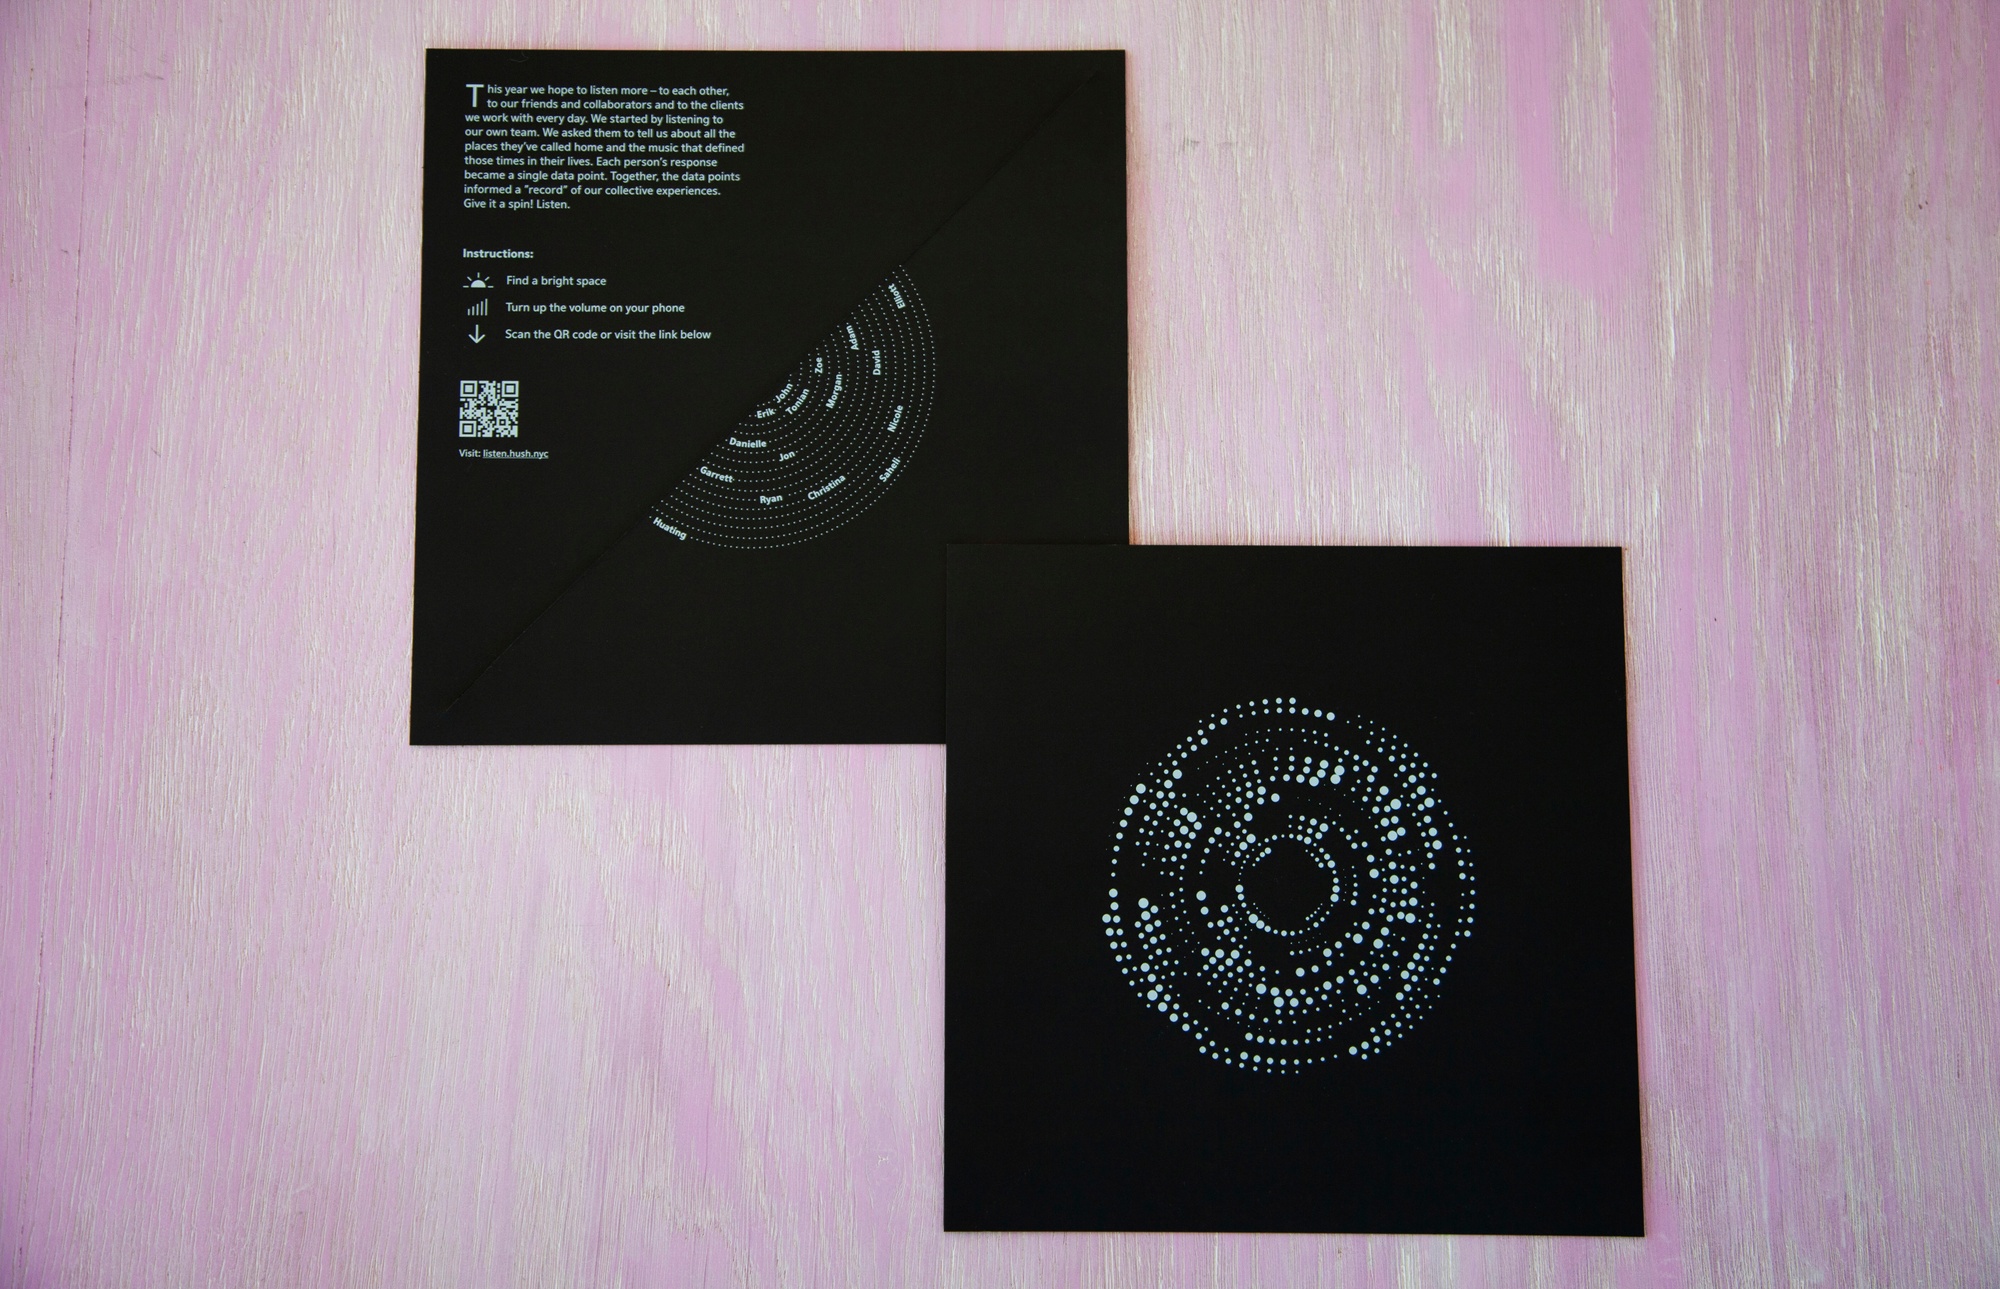 This year we hope to listen more – to each other,
to our friends and collaborators and to the clients
we work with every day. We started by listening to
our own team. We asked them to tell us about all the
places they've called home and the music that defined
those times in their lives. Each person's response
became a single data point. Together, the data points
informed a "record" of our collective experiences.
Give it a spin! Listen.
Instructions:
Find a bright space
Turn up the volume on your phone
Scan the QR code or visit the link below
Visit: listen.hush.nyc
Elliott
Adam
David
Zoe
Morgan
John
Tonian
Erik
Nicole
Danielle
Jon
Saheli
Garrett
Christina
Ryan
Huating